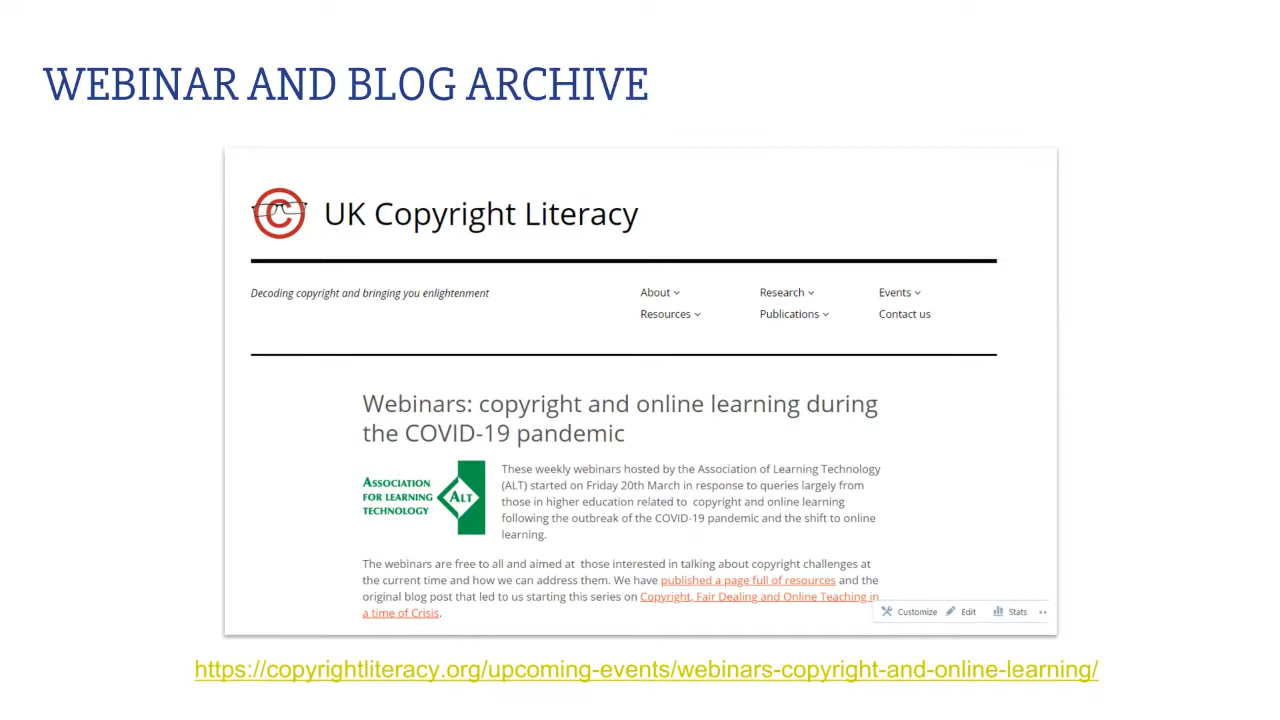 WEBINAR AND BLOG ARCHIVE
UK Copyright Literacy
Decoding copyright and bringing you enlightenment
About
Research
Events
Resources
Publications
Contact us
Webinars: copyright and online learning during
the COVID-19 pandemic
ASSOCIATION
FOR LEARNING
TECHNOLOGY
ALT
These weekly webinars hosted by the Association of Learning Technology
(ALT) started on Friday 20th March in response to queries largely from
those in higher education related to copyright and online learning
following the outbreak of the COVID-19 pandemic and the shift to online
learning.
The webinars are free to all and aimed at those interested in talking about copyright challenges at
the current time and how we can address them. We have published a page full of resources and the
original blog post that led to us starting this series on Copyright, Fair Dealing and Online Teaching in
a time of Crisis.
Customize
Edit
Stats
https://copyrightliteracy.org/upcoming-events/webinars-copyright-and-online-learning/